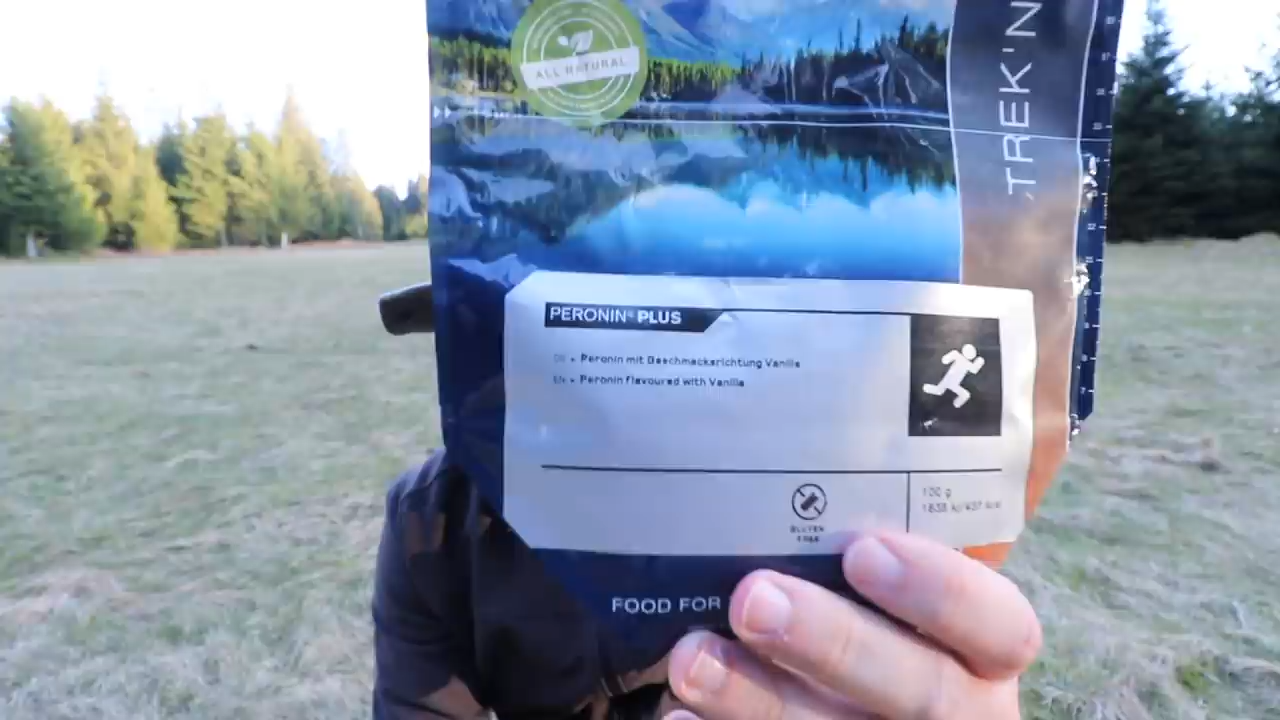 ALL NATURAL
TREK'N
PERONIN® PLUS
DE • Peronin mit Geschmacksrichtung Vanille
EN • Peronin flavoured with Vanilla
100 g
GLUTEN
FREE
FOOD FOR